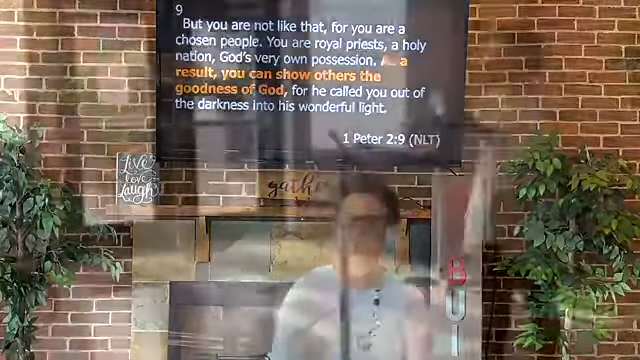 9
But you are not like that, for you are a
chosen people. You are royal priests, a holy
nation, God's very own possession. As a
result, you can show others the
goodness of God, for he called you out of
the darkness into his wonderful light.
1 Peter 2:9 (NLT)
Live
love
Laugh